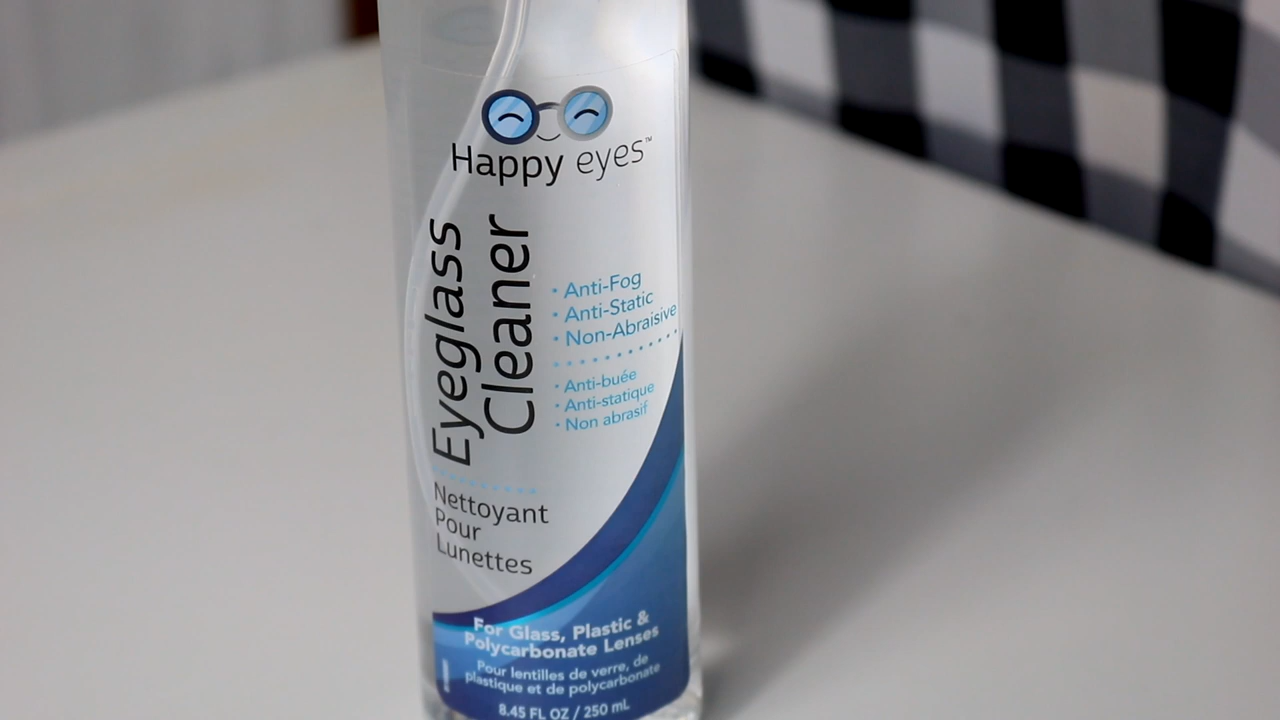 Happy eyes™
Eyeglass
Cleaner
• Anti-Fog
• Anti-Static
• Non-Abraisive
• Anti-buée
• Anti-statique
• Non abrasif
Nettoyant
Pour
Lunettes
For Glass, Plastic &
Polycarbonate Lenses
Pour lentilles de verre, de
plastique et de polycarbonate
8.45 FL OZ / 250 mL